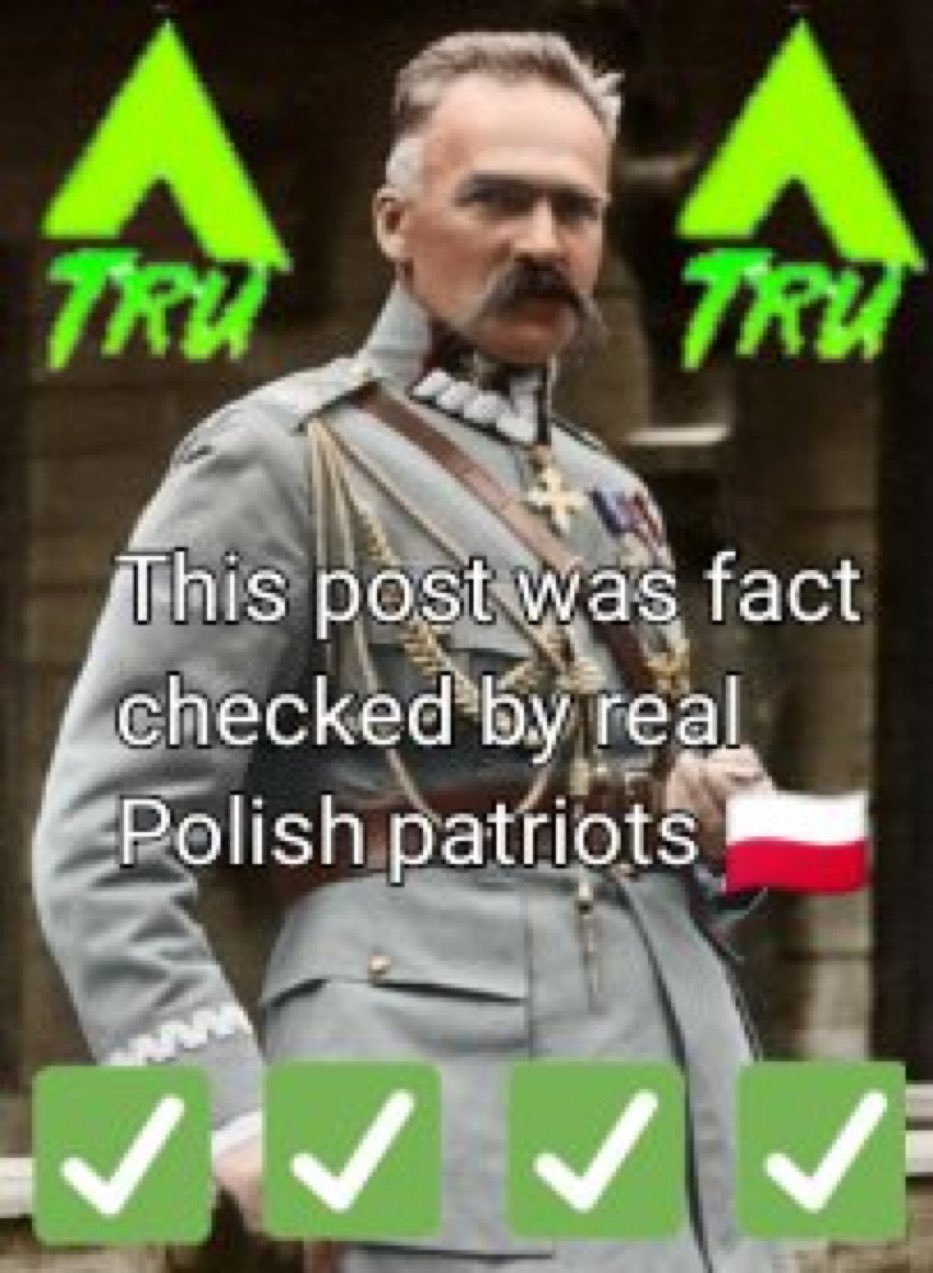 TRU TRU
This post was fact
checked by real
Polish patriots 🇵🇱